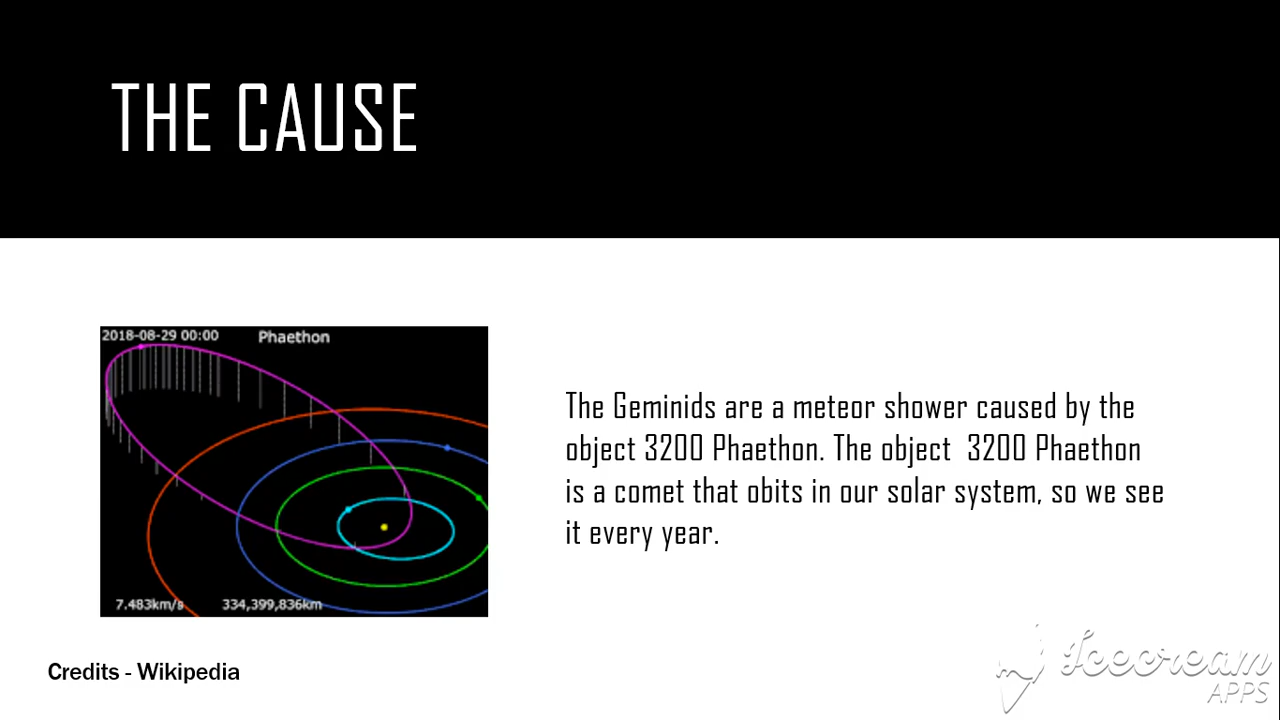 THE CAUSE
2018-08-29 00:00 Phaethon
7.483km/s 334,399,836km
The Geminids are a meteor shower caused by the
object 3200 Phaethon. The object  3200 Phaethon
is a comet that obits in our solar system, so we see
it every year.
Credits - Wikipedia
Icecream
APPS